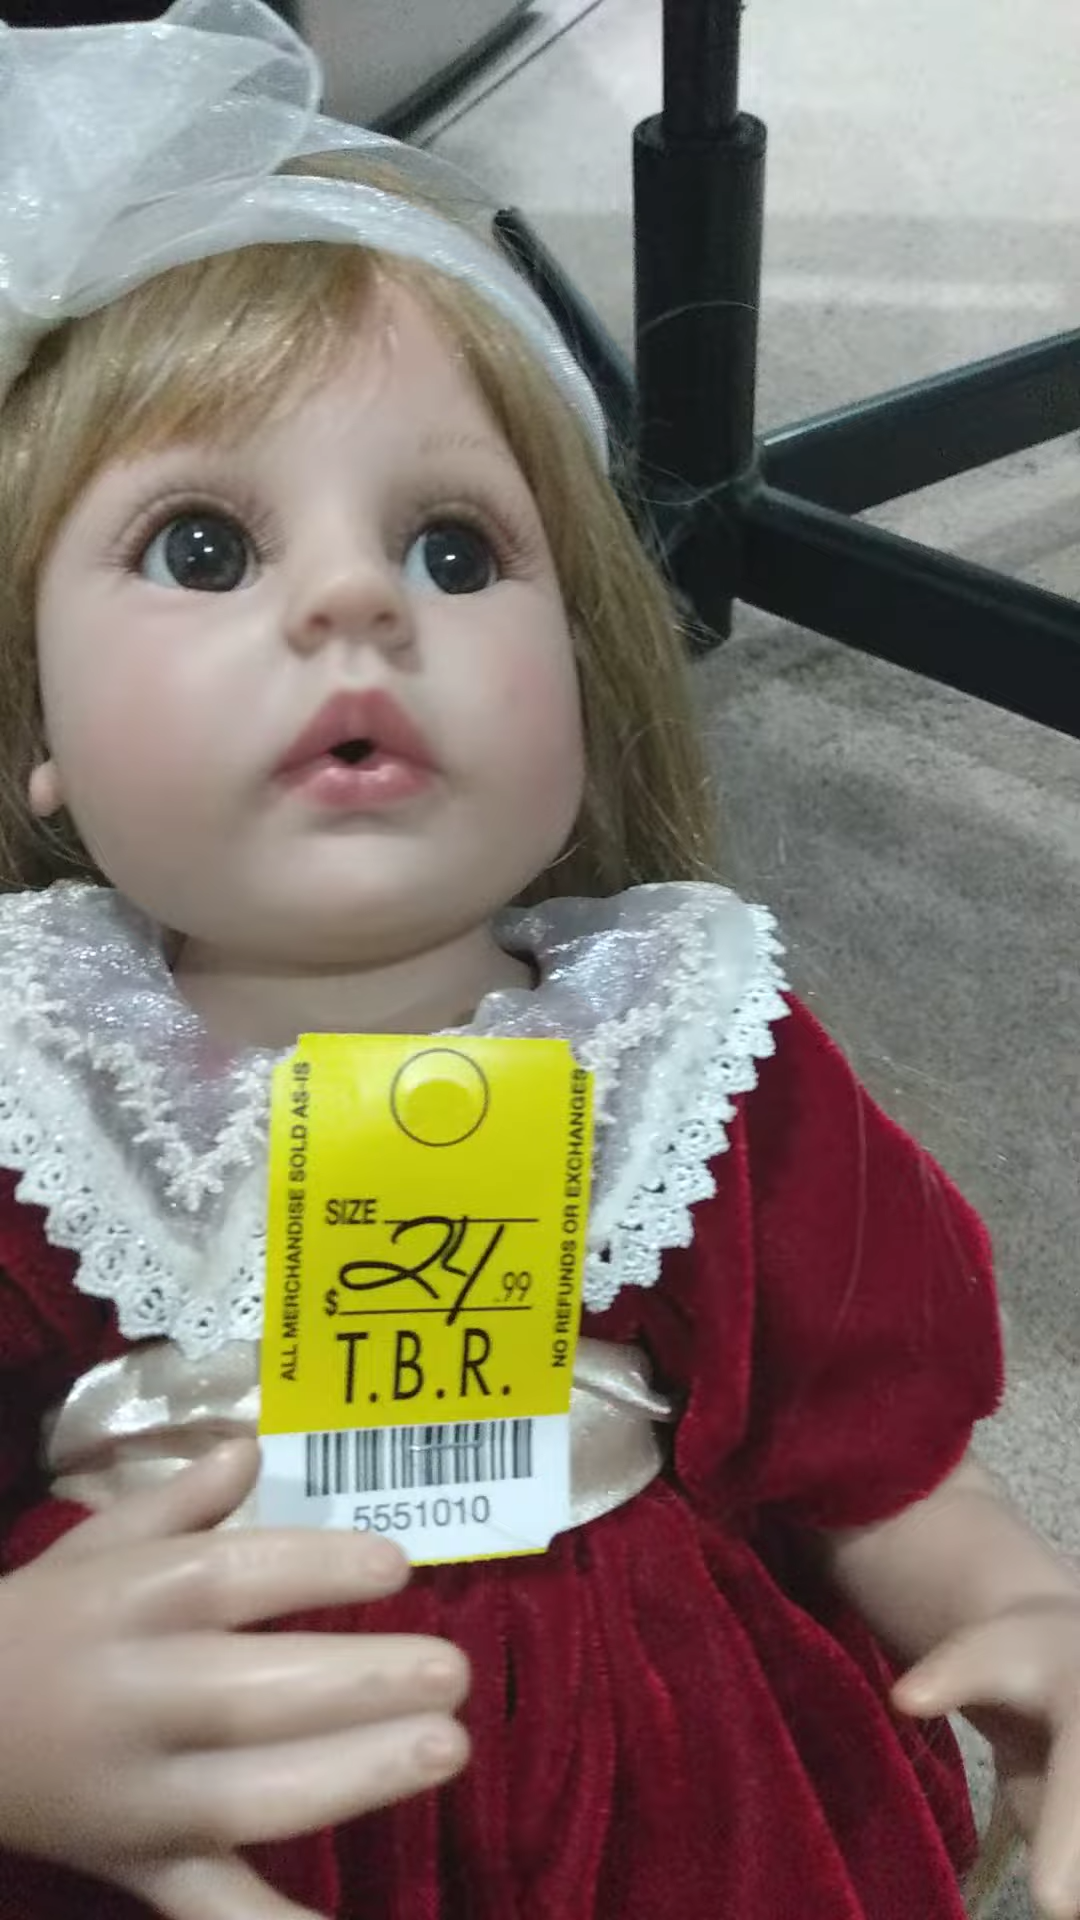 ALL MERCHANDISE SOLD AS-IS
SIZE
$ 24 .99
T.B.R.
NO REFUNDS OR EXCHANGES
5551010